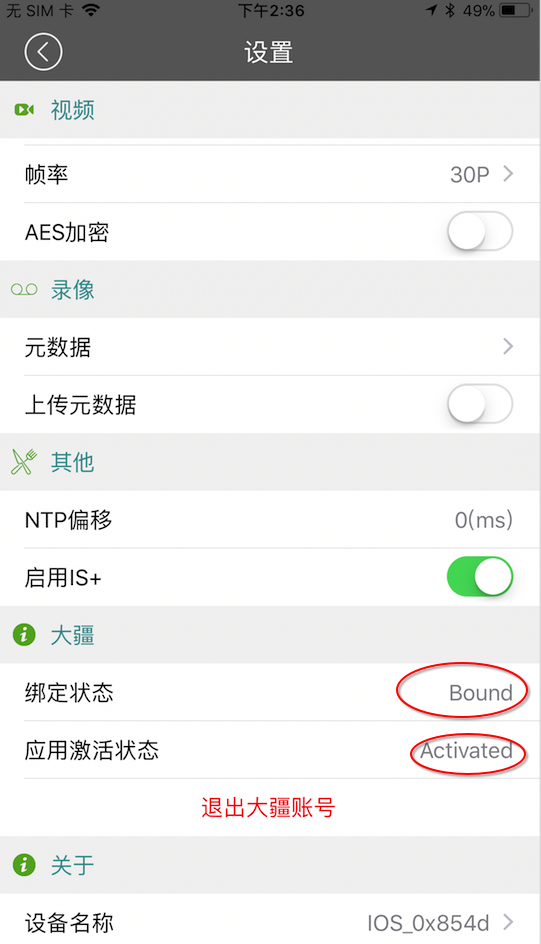 无 SIM 卡 下午2:36 49%
设置
视频
帧率 30P
AES加密
录像
元数据
上传元数据
其他
NTP偏移 0(ms)
启用IS+
大疆
绑定状态 Bound
应用激活状态 Activated
退出大疆账号
关于
设备名称 IOS_0x854d